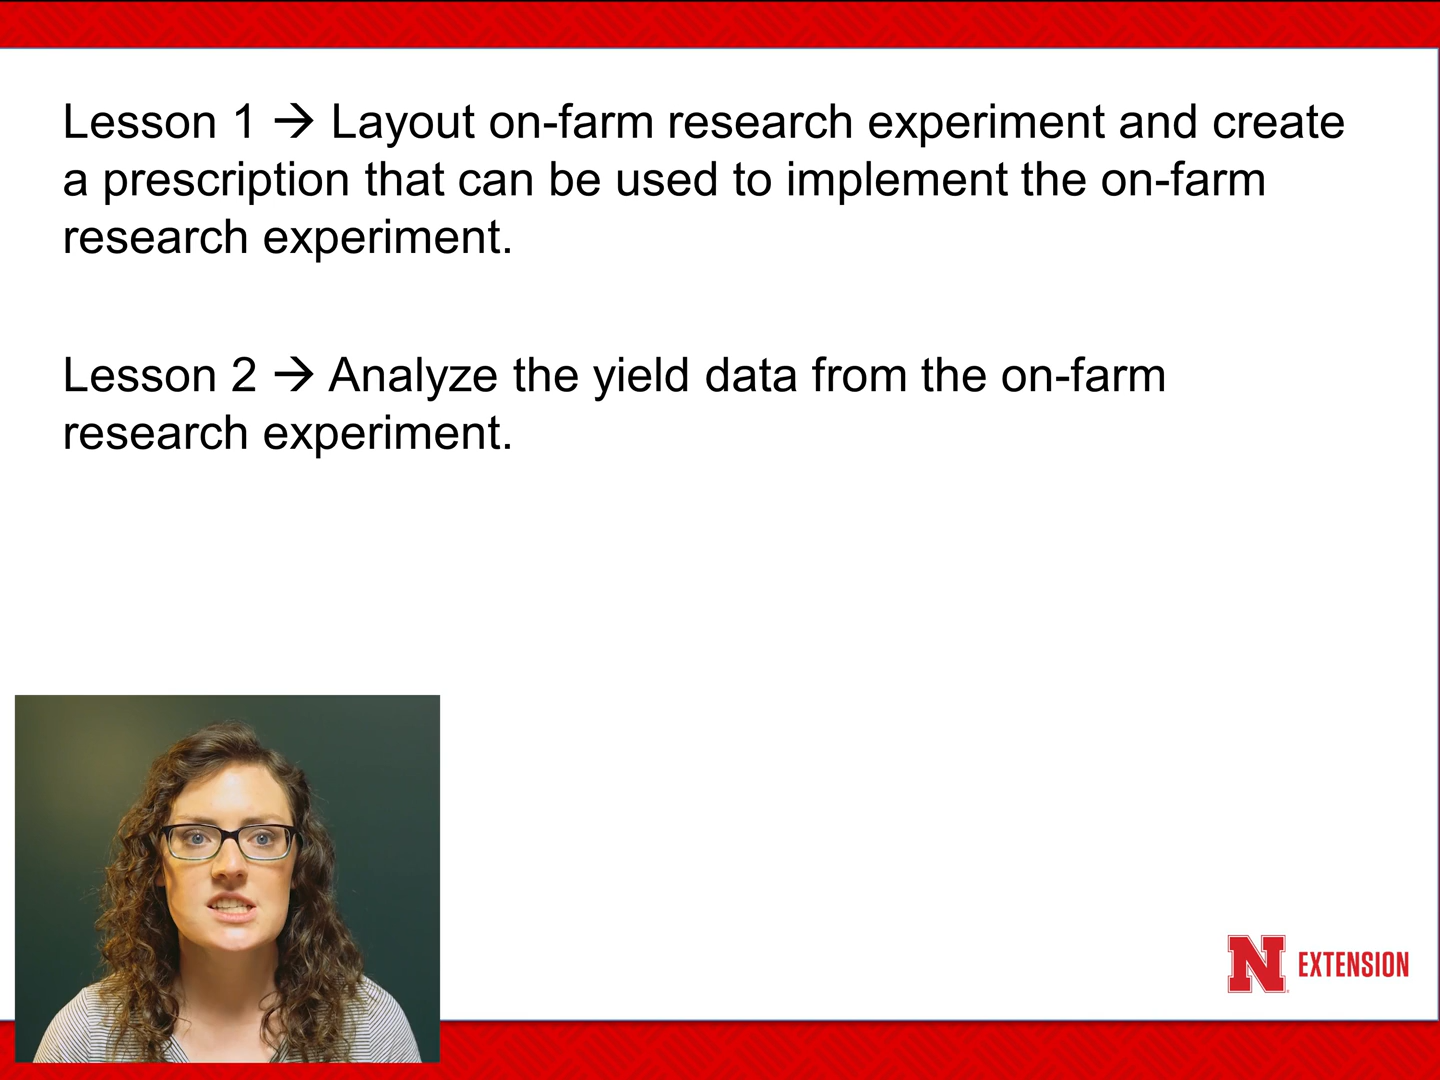 Lesson 1 → Layout on-farm research experiment and create
a prescription that can be used to implement the on-farm
research experiment.
Lesson 2 → Analyze the yield data from the on-farm
research experiment.
N EXTENSION